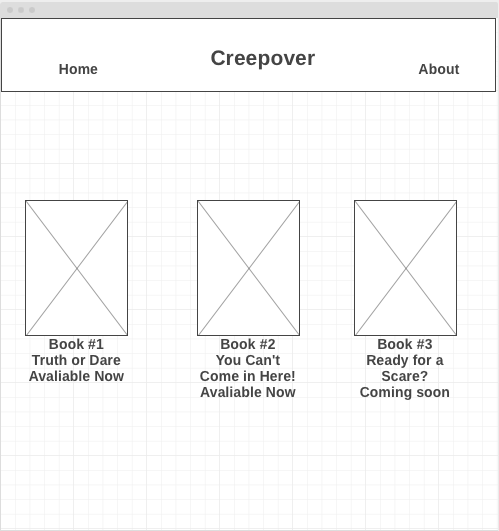 Creepover
Home
About
Book #1
Truth or Dare
Avaliable Now
Book #2
You Can't
Come in Here!
Avaliable Now
Book #3
Ready for a
Scare?
Coming soon